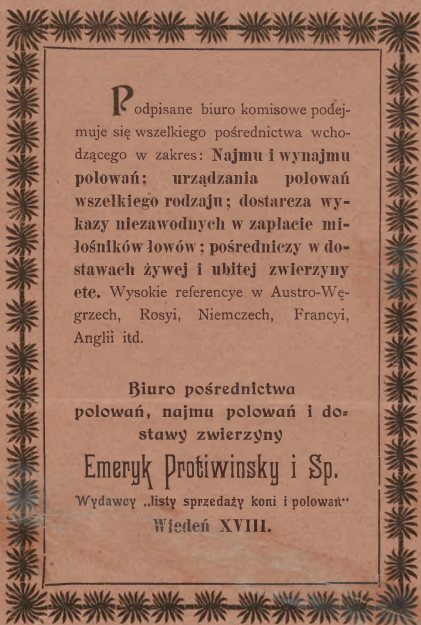 Podpisane biuro komisowe podej-
muje się wszelkiego pośrednictwa wcho-
dzącego w zakres: Najmu i wynajmu
polowań; urządzania polowań
wszelkiego rodzaju; dostarcza wy-
kazy niezawodnych w zapłacie mi-
łośników łowów; pośredniczy w do-
stawach żywej i ubitej zwierzyny
etc. Wysokie referencye w Austro-Wę-
grzech, Rosyi, Niemczech, Francyi,
Anglii itd.
Biuro pośrednictwa
polowań, najmu polowań i do-
stawy zwierzyny
Emeryk Protiwinsky i Sp.
Wydawcy „listy sprzedaży koni i polowań“
Wiedeń XVIII.